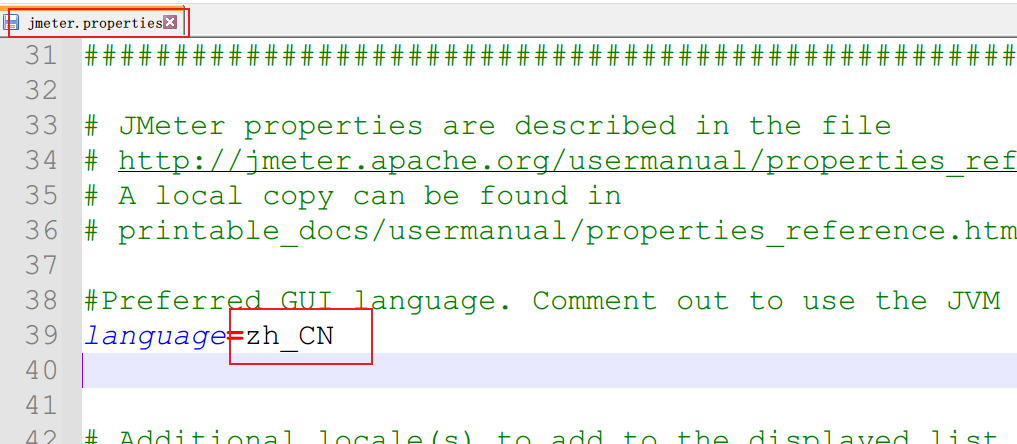 jmeter.properties
31 ####################################################
32
33 # JMeter properties are described in the file
34 # http://jmeter.apache.org/usermanual/properties_ref
35 # A local copy can be found in
36 # printable_docs/usermanual/properties_reference.htm
37
38 #Preferred GUI language. Comment out to use the JVM
39 language=zh_CN
40
41
42 # Additional locale(s) to add to the displayed list